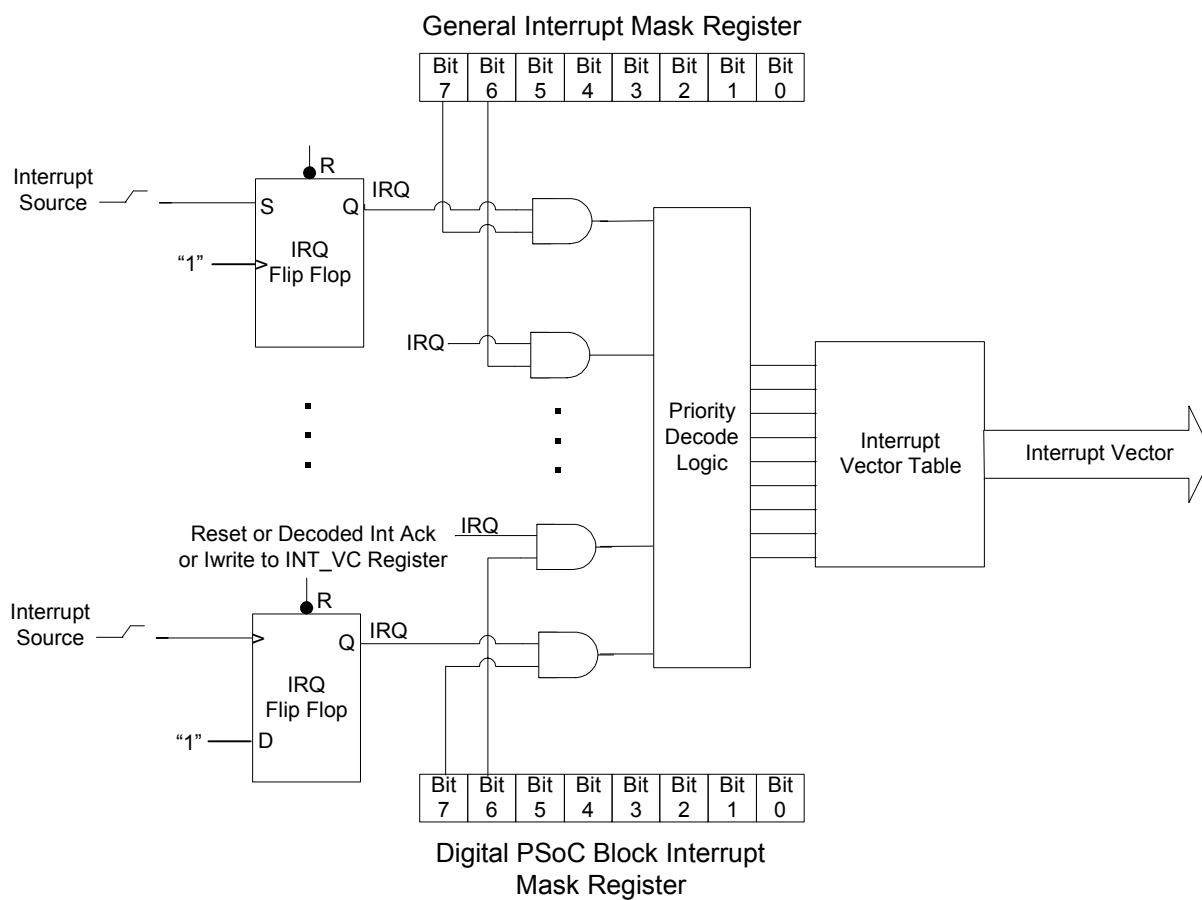 General Interrupt Mask Register
Bit 7 Bit 6 Bit 5 Bit 4 Bit 3 Bit 2 Bit 1 Bit 0
R
Interrupt
Source
S
Q
IRQ
“1”
IRQ
Flip Flop
IRQ
Priority
Decode
Logic
Interrupt
Vector Table
Interrupt Vector
IRQ
Reset or Decoded Int Ack
or Iwrite to INT_VC Register
R
Interrupt
Source
Q
IRQ
IRQ
Flip Flop
“1”
D
Bit 7 Bit 6 Bit 5 Bit 4 Bit 3 Bit 2 Bit 1 Bit 0
Digital PSoC Block Interrupt
Mask Register